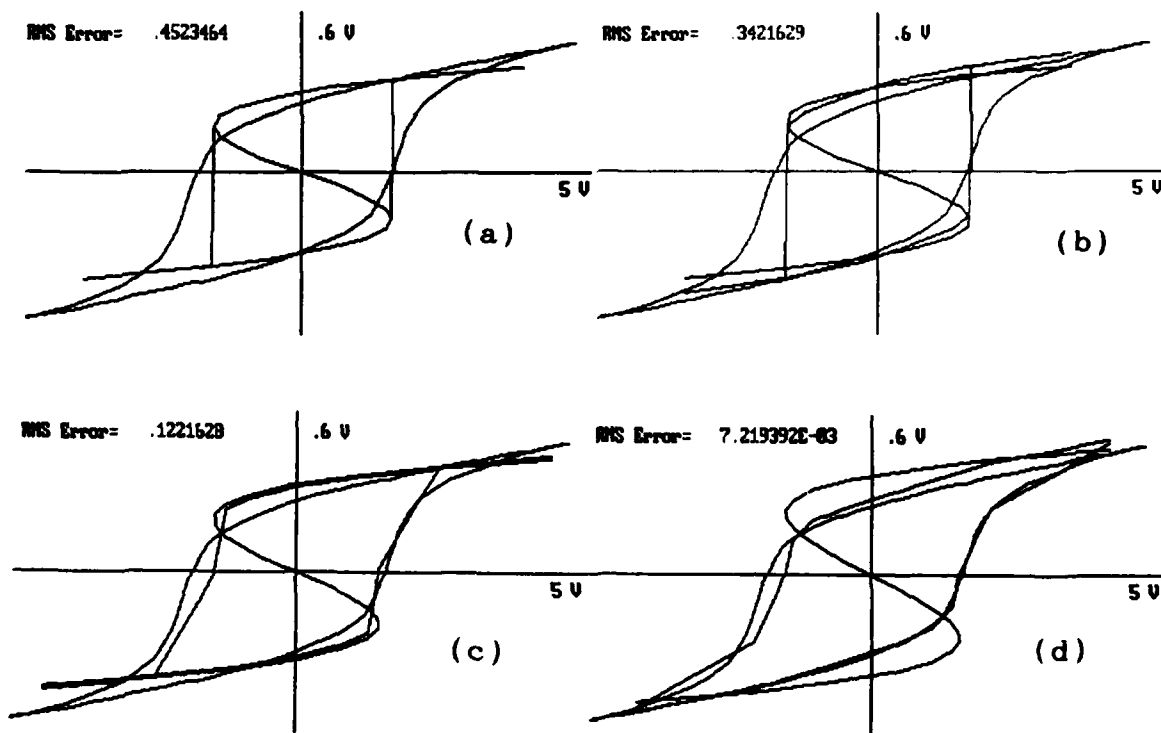 RMS Error= .4523464 .6 V
5 V
(a)
RMS Error= .3421629 .6 V
5 V
(b)
RMS Error= .1221628 .6 V
5 V
(c)
RMS Error= 7.219392E-03 .6 V
5 V
(d)